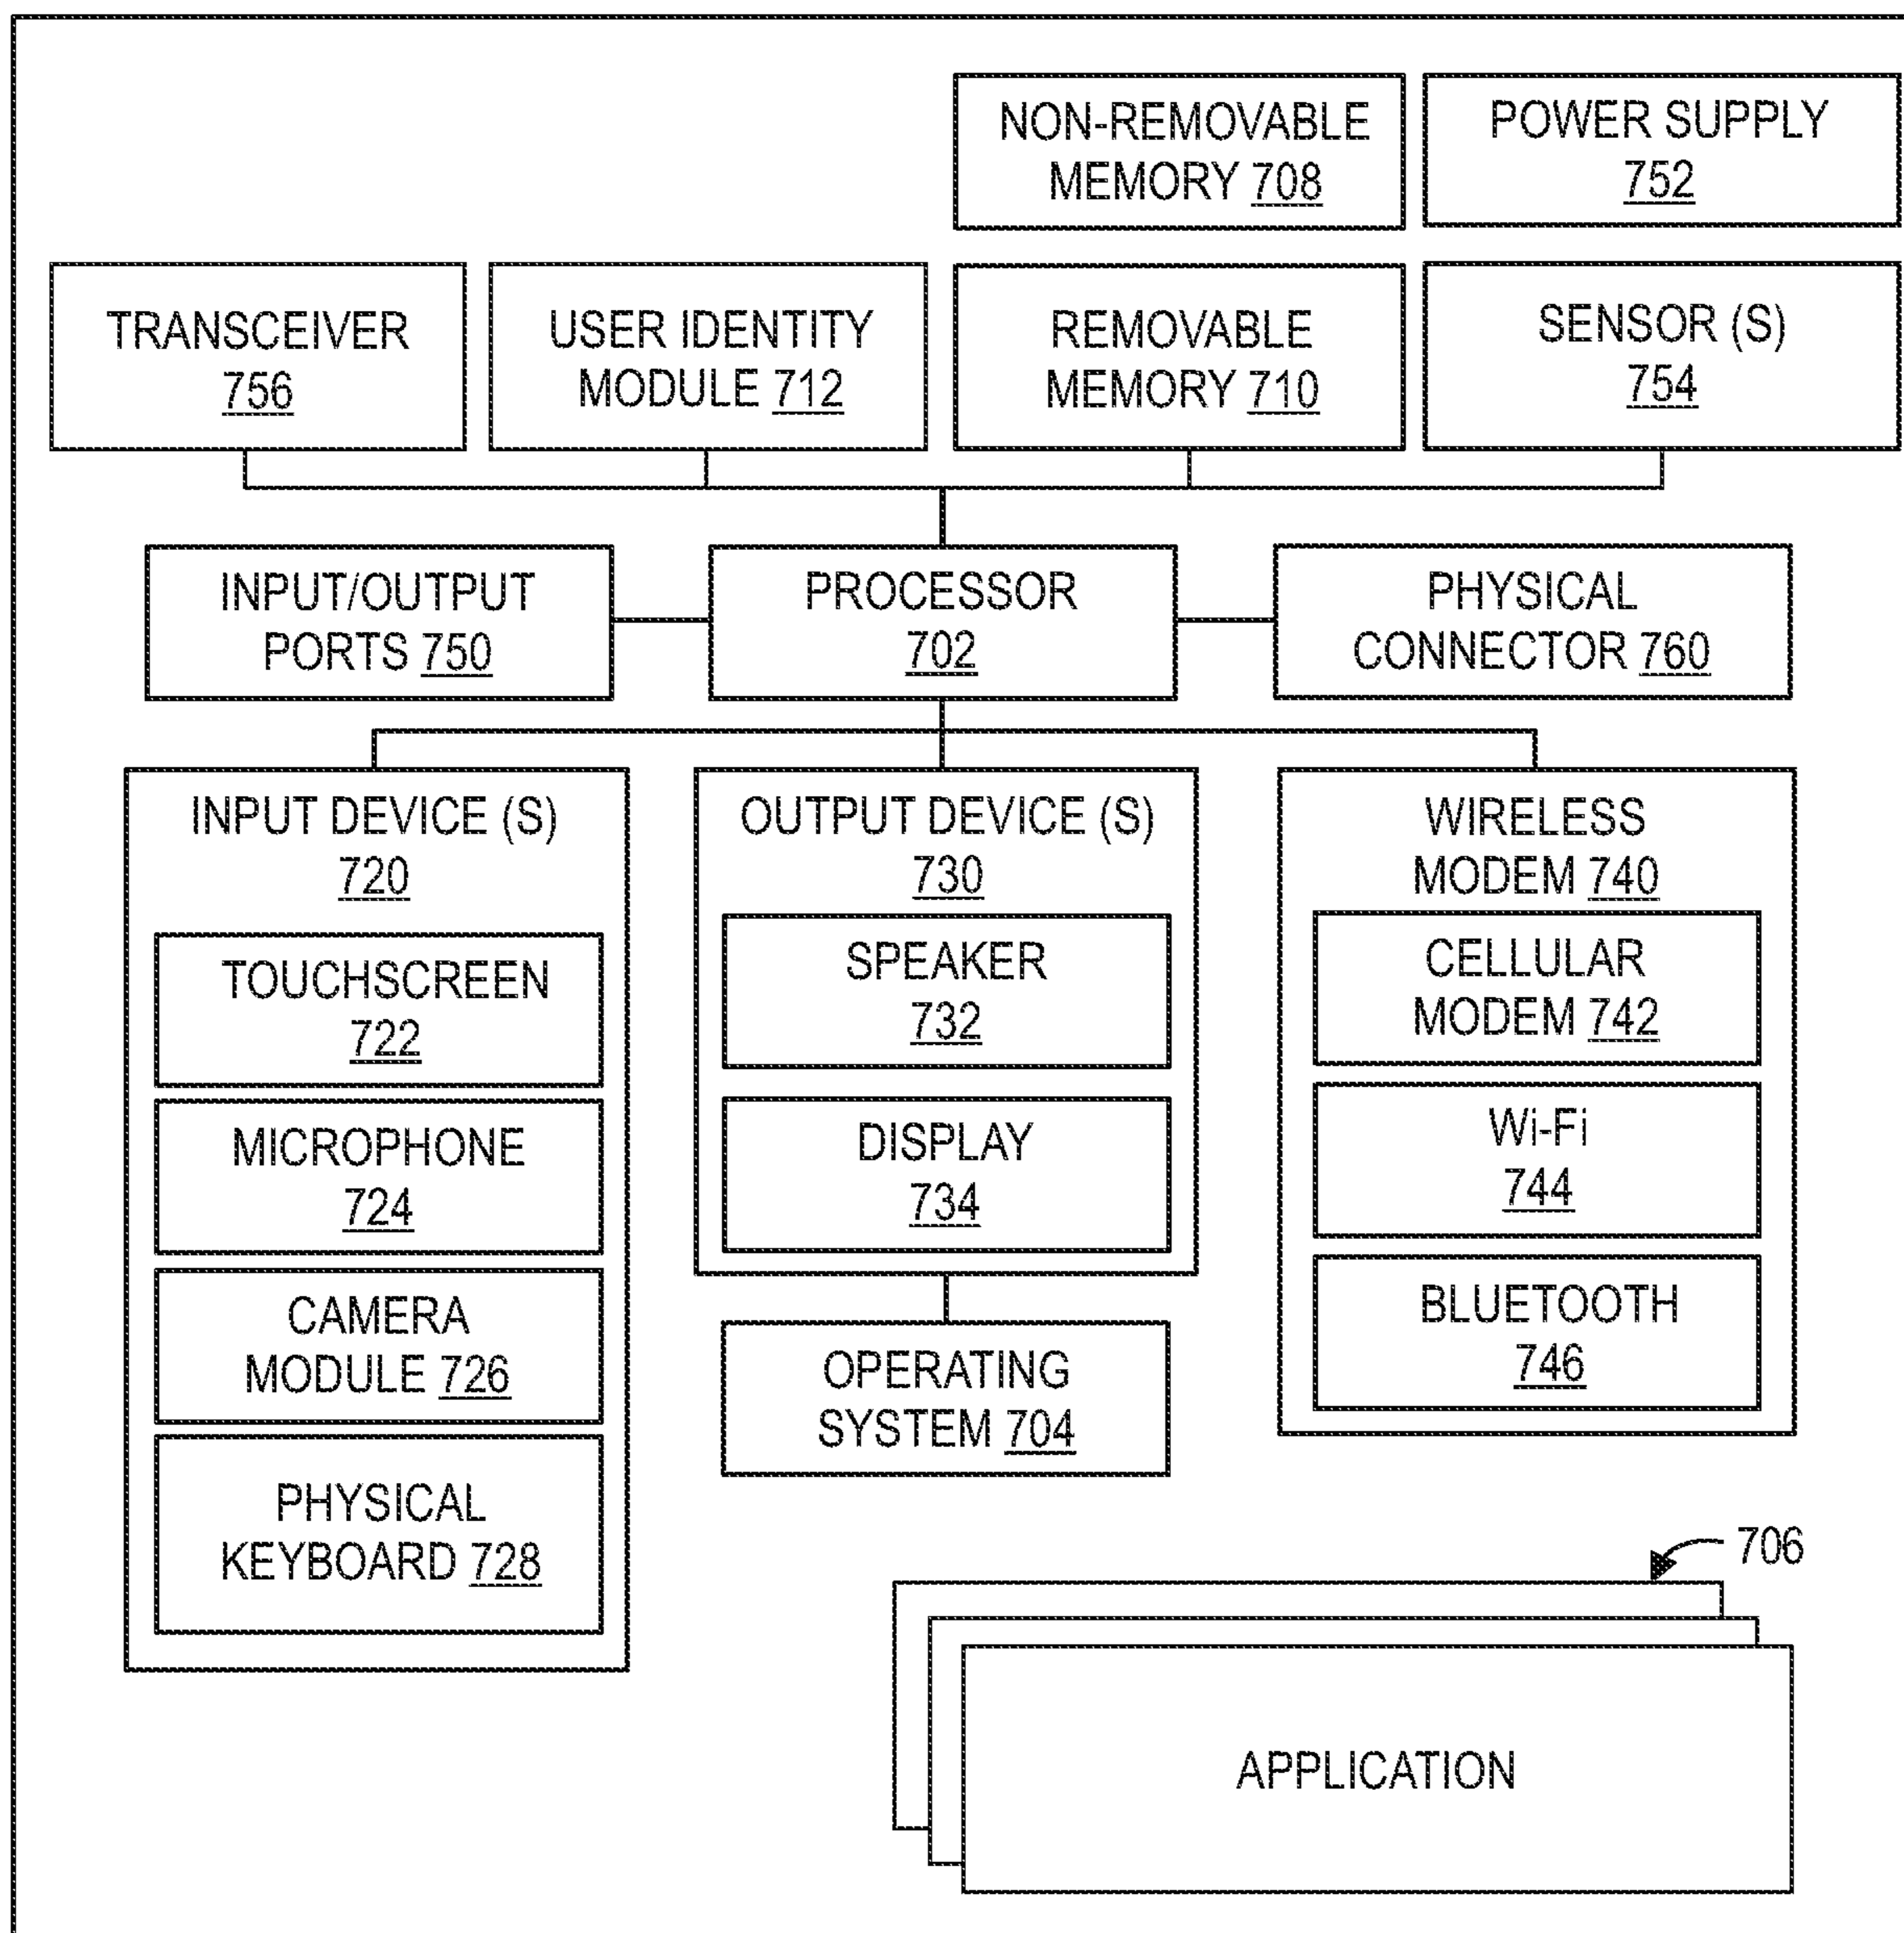 NON-REMOVABLE
MEMORY 708
POWER SUPPLY
752
TRANSCEIVER
756
USER IDENTITY
MODULE 712
REMOVABLE
MEMORY 710
SENSOR (S)
754
INPUT/OUTPUT
PORTS 750
PROCESSOR
702
PHYSICAL
CONNECTOR 760
INPUT DEVICE (S)
720
TOUCHSCREEN
722
MICROPHONE
724
CAMERA
MODULE 726
PHYSICAL
KEYBOARD 728
OUTPUT DEVICE (S)
730
SPEAKER
732
DISPLAY
734
OPERATING
SYSTEM 704
WIRELESS
MODEM 740
CELLULAR
MODEM 742
Wi-Fi
744
BLUETOOTH
746
706
APPLICATION